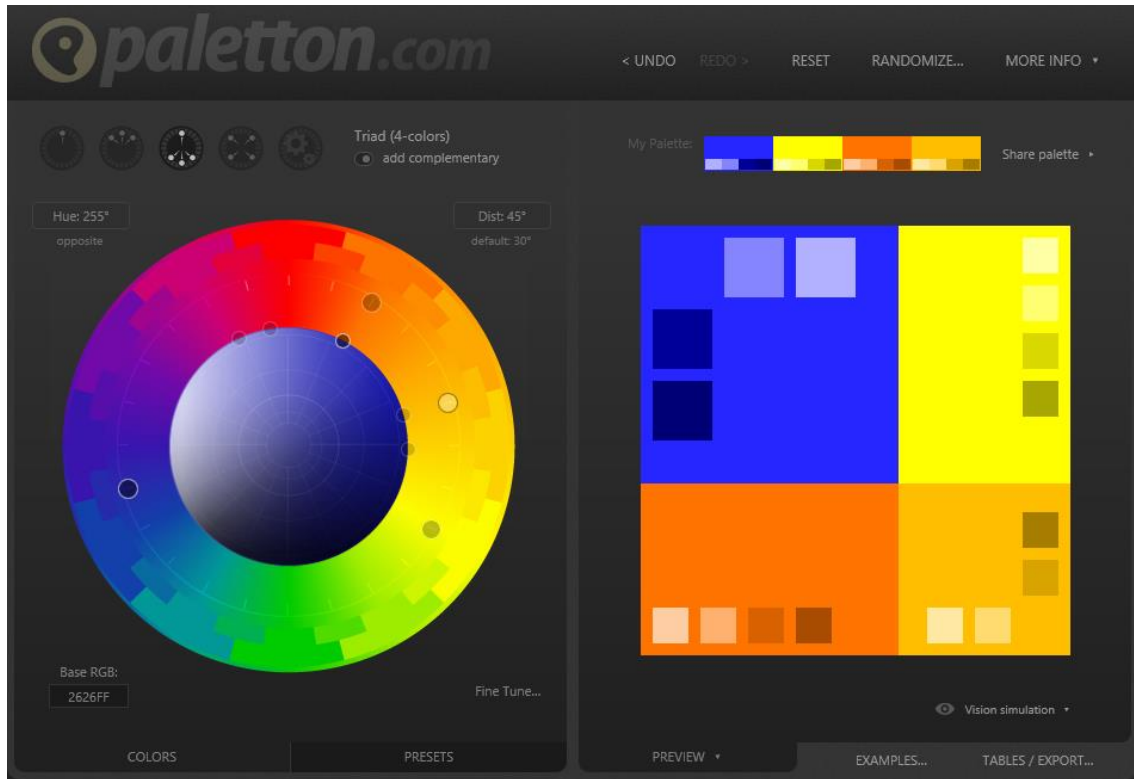 paletton.com
< UNDO REDO > RESET RANDOMIZE... MORE INFO
Triad (4-colors)
add complementary
My Palette:
Share palette
Hue: 255°
opposite
Dist: 45°
default: 30°
Base RGB:
2626FF
Fine Tune...
Vision simulation
COLORS PRESETS PREVIEW EXAMPLES... TABLES / EXPORT...